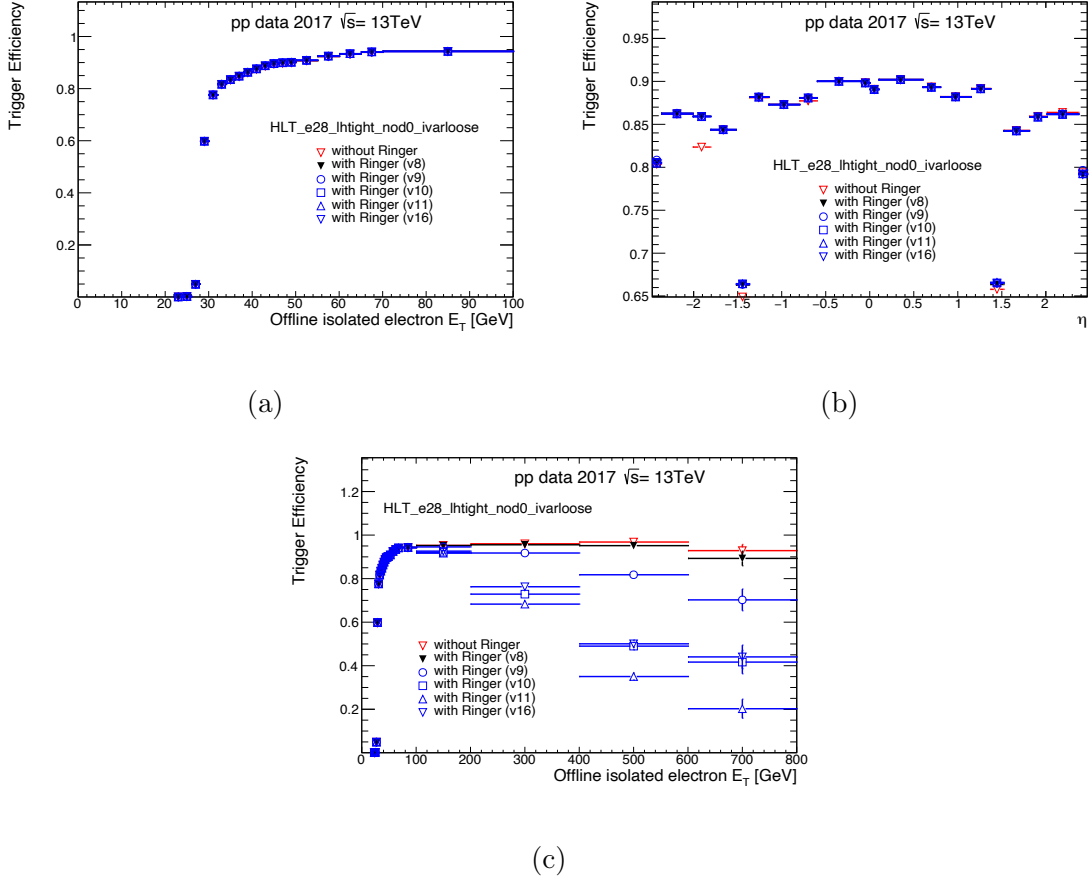 pp data 2017 √s= 13TeV
Trigger Efficiency
1
0.8
0.6
0.4
0.2
HLT_e28_lhtight_nod0_ivarloose
without Ringer
with Ringer (v8)
with Ringer (v9)
with Ringer (v10)
with Ringer (v11)
with Ringer (v16)
0 10 20 30 40 50 60 70 80 90 100
Offline isolated electron E_T [GeV]
(a)
pp data 2017 √s= 13TeV
Trigger Efficiency
0.95
0.9
0.85
0.8
0.75
0.7
0.65
HLT_e28_lhtight_nod0_ivarloose
without Ringer
with Ringer (v8)
with Ringer (v9)
with Ringer (v10)
with Ringer (v11)
with Ringer (v16)
−2 −1.5 −1 −0.5 0 0.5 1 1.5 2
η
(b)
pp data 2017 √s= 13TeV
Trigger Efficiency
1.2
1
0.8
0.6
0.4
0.2
HLT_e28_lhtight_nod0_ivarloose
without Ringer
with Ringer (v8)
with Ringer (v9)
with Ringer (v10)
with Ringer (v11)
with Ringer (v16)
0 100 200 300 400 500 600 700 800
Offline isolated electron E_T [GeV]
(c)